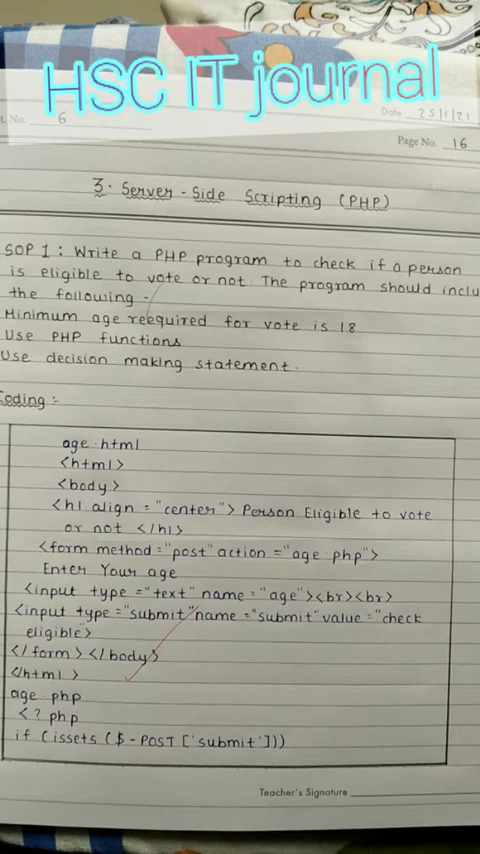 HSC IT journal
t. No. 6
Date 25/1/21
Page No. 16
3. Server-Side Scripting (PHP)
SOP 1 : Write a PHP program to check if a person
is eligible to vote or not. The program should inclu
the following -
Minimum age reequired for vote is 18
Use PHP functions
Use decision making statement.
Coding :-
age.html
<html>
<body>
<h1 align = "center"> Person Eligible to vote
or not </h1>
<form method = "post" action = "age.php">
Enter Your age
<input type = "text" name = "age"><br><br>
<input type = "submit" name = "submit" value = "check
eligible">
</form></body>
</html>
age.php
<?php
if (issets ($-POST ['submit']))
Teacher's Signature